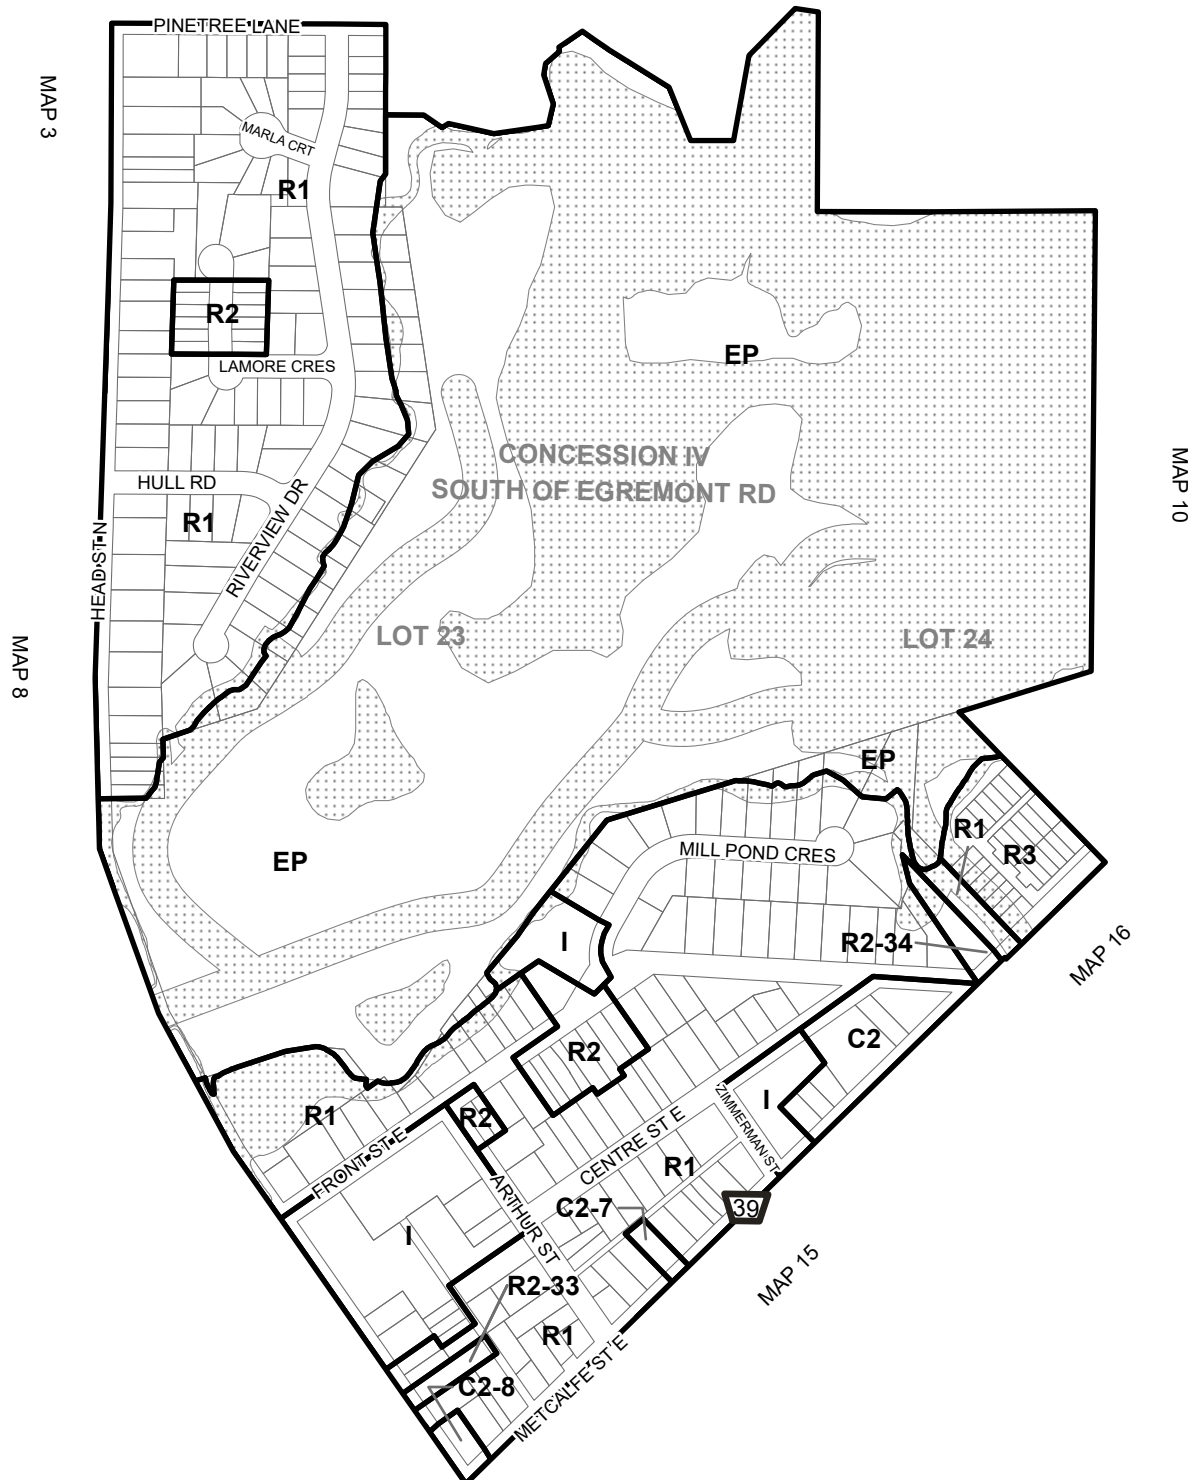 PINETREE LANE
MAP 3
MARLA CRT
R1
R2
EP
LAMORE CRES
CONCESSION IV
SOUTH OF EGREMONT RD
MAP 10
HULL RD
R1
RIVERVIEW DR
HEAD ST N
LOT 23
LOT 24
MAP 8
EP
R1
MILL POND CRES
R3
EP
I
R2-34
MAP 16
C2
R2
I
R1
R2
ZIMMERMAN ST
FRONT ST E
CENTRE ST E
R1
ARTHUR ST
C2-7
39
I
MAP 15
R2-33
R1
METCALFE ST E
C2-8